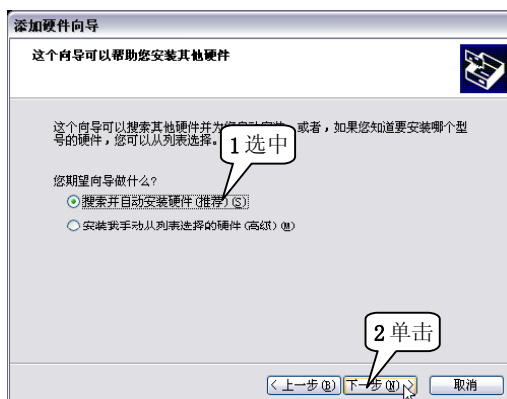 添加硬件向导
这个向导可以帮助您安装其他硬件
这个向导可以搜索其他硬件并为您自动安装。或者，如果您知道要安装哪个型
号的硬件，您可以从列表选择。
1选中
您期望向导做什么?
搜索并自动安装硬件(推荐)(S)
安装我手动从列表选择的硬件(高级)(M)
2单击
<上一步(B) 下一步(N)> 取消